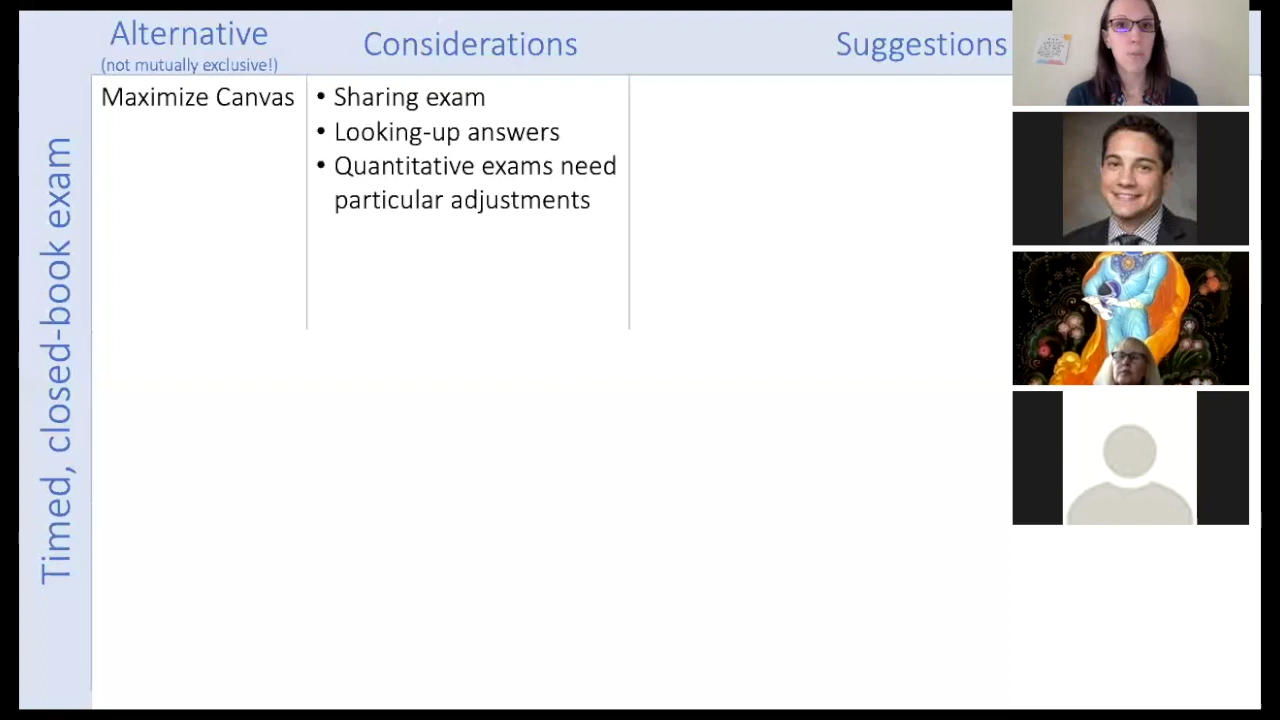 Alternative
(not mutually exclusive!)
Considerations
Suggestions
Timed, closed-book exam
Maximize Canvas
• Sharing exam
• Looking-up answers
• Quantitative exams need
particular adjustments